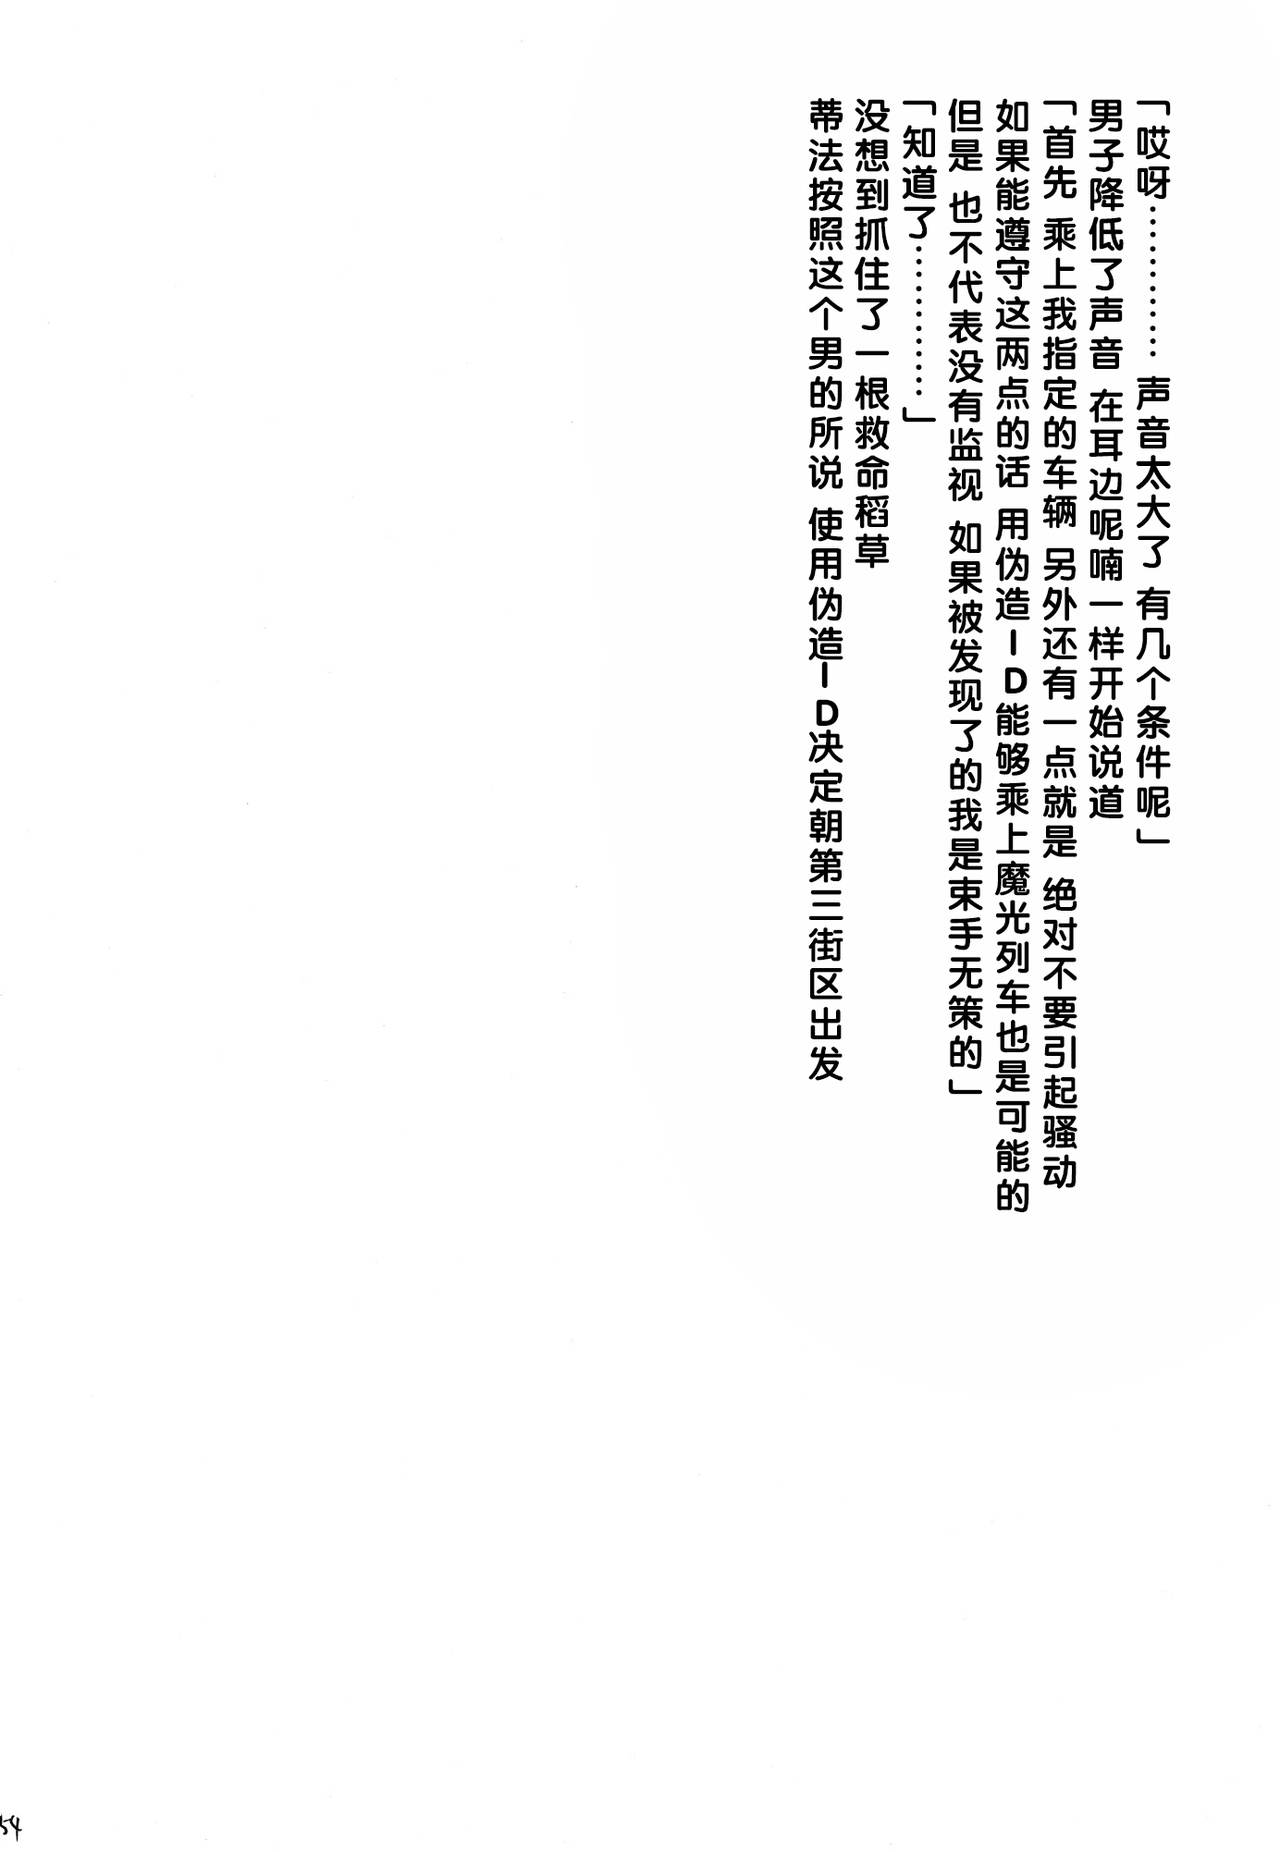 「哎呀………… 声音太大了 有几个条件呢」
男子降低了声音 在耳边呢喃一样开始说道
「首先 乘上我指定的车辆 另外还有一点就是 绝对不要引起骚动
如果能遵守这两点的话 用伪造ID能够乘上魔光列车也是可能的
但是 也不代表没有监视 如果被发现了的我是束手无策的」
「知道了…………」
没想到抓住了一根救命稻草
蒂法按照这个男的所说 使用伪造ID决定朝第三街区出发
54